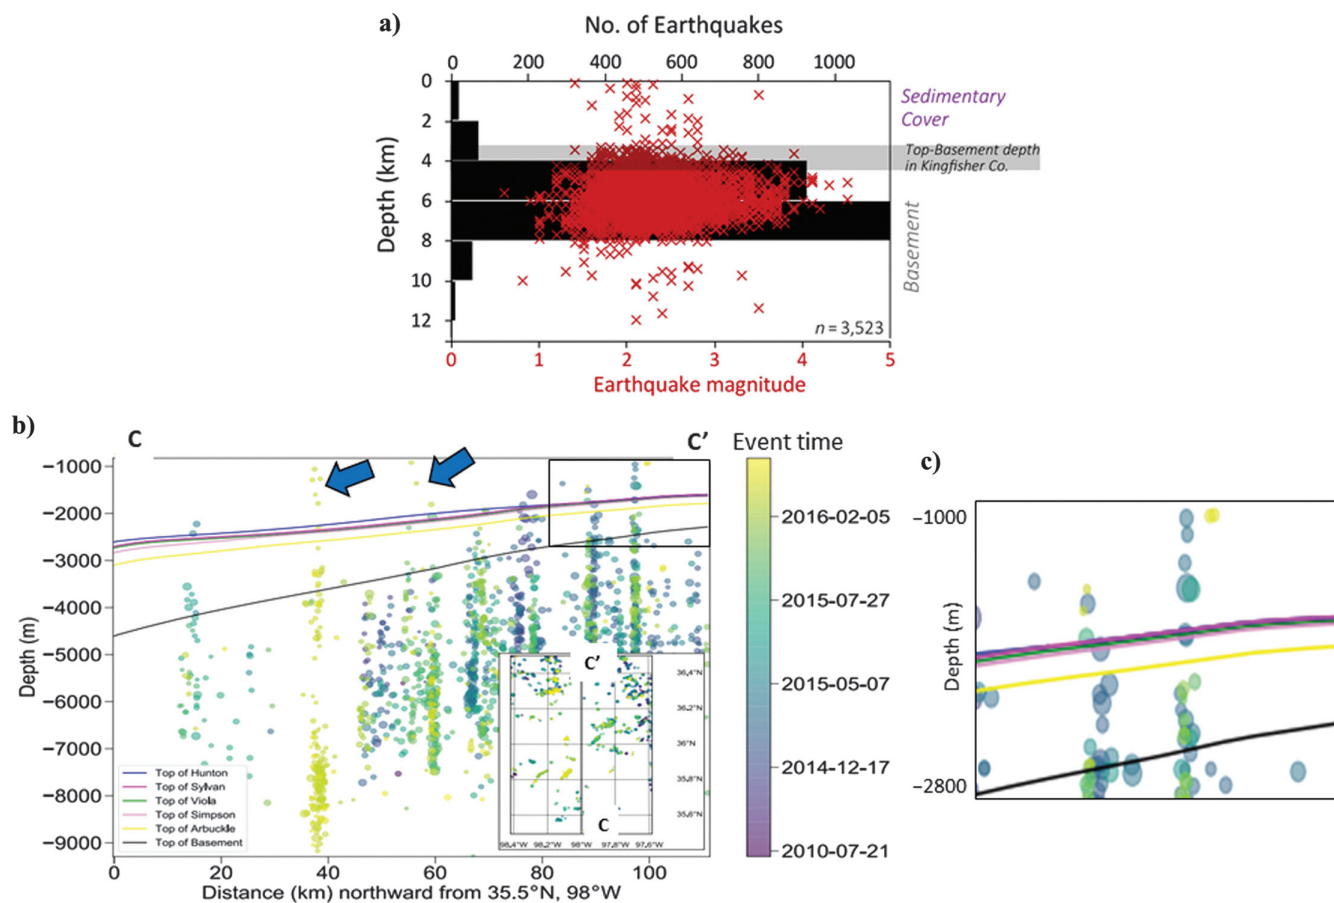 a)
No. of Earthquakes
0 200 400 600 800 1000
0
2
4
6
8
10
12
Depth (km)
Sedimentary
Cover
Top-Basement depth
in Kingfisher Co.
Basement
n = 3,523
0 1 2 3 4 5
Earthquake magnitude
b)
C C’
−1000
−2000
−3000
−4000
−5000
−6000
−7000
−8000
−9000
Depth (m)
Top of Hunton
Top of Sylvan
Top of Viola
Top of Simpson
Top of Arbuckle
Top of Basement
C’
36.4°N
36.2°N
36°N
35.8°N
35.6°N
C
98.4°W 98.2°W 98°W 97.8°W 97.6°W
0 20 40 60 80 100
Distance (km) northward from 35.5°N, 98°W
Event time
2016-02-05
2015-07-27
2015-05-07
2014-12-17
2010-07-21
c)
−1000
Depth (m)
−2800